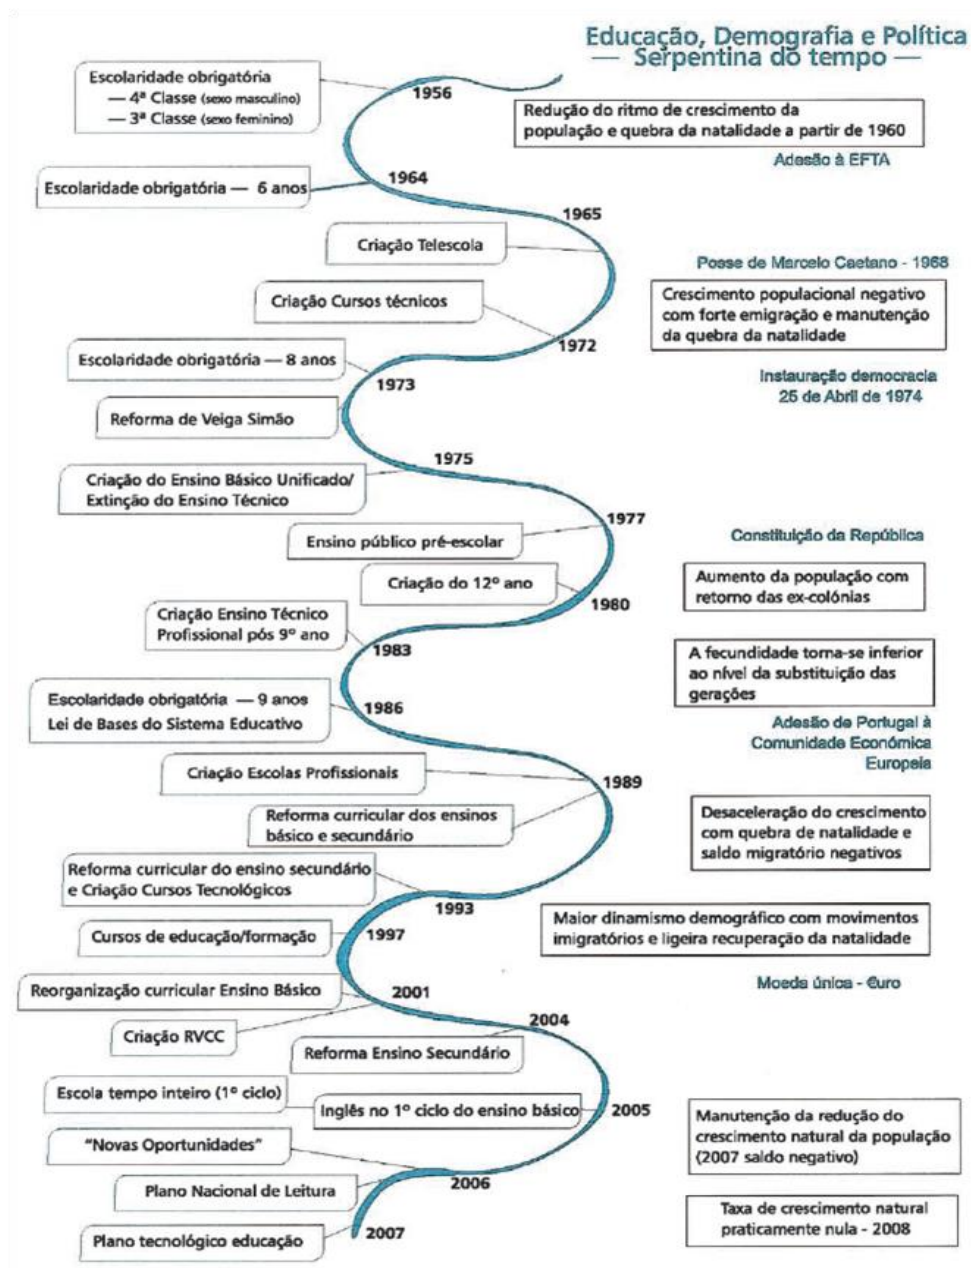 Educação, Demografia e Política
— Serpentina do tempo —
Escolaridade obrigatória
— 4ª Classe (sexo masculino)
— 3ª Classe (sexo feminino)
1956
Redução do ritmo de crescimento da
população e quebra da natalidade a partir de 1960
Adesão à EFTA
Escolaridade obrigatória — 6 anos
1964
1965
Criação Telescola
Posse de Marcelo Caetano - 1968
Criação Cursos técnicos
Crescimento populacional negativo
com forte emigração e manutenção
da quebra da natalidade
1972
Escolaridade obrigatória — 8 anos
1973
Instauração democracia
25 de Abril de 1974
Reforma de Veiga Simão
1975
Criação do Ensino Básico Unificado/
Extinção do Ensino Técnico
1977
Ensino público pré-escolar
Constituição da República
Criação do 12º ano
1980
Aumento da população com
retorno das ex-colónias
Criação Ensino Técnico
Profissional pós 9º ano
1983
A fecundidade torna-se inferior
ao nível da substituição das
gerações
Escolaridade obrigatória — 9 anos
Lei de Bases do Sistema Educativo
1986
Adesão de Portugal à
Comunidade Económica
Europeia
Criação Escolas Profissionais
1989
Reforma curricular dos ensinos
básico e secundário
Desaceleração do crescimento
com quebra de natalidade e
saldo migratório negativos
Reforma curricular do ensino secundário
e Criação Cursos Tecnológicos
1993
Cursos de educação/formação
1997
Maior dinamismo demográfico com movimentos
imigratórios e ligeira recuperação da natalidade
Moeda única - €uro
Reorganização curricular Ensino Básico
2001
Criação RVCC
2004
Reforma Ensino Secundário
Escola tempo inteiro (1º ciclo)
Inglês no 1º ciclo do ensino básico
2005
Manutenção da redução do
crescimento natural da população
(2007 saldo negativo)
"Novas Oportunidades"
2006
Plano Nacional de Leitura
Taxa de crescimento natural
praticamente nula - 2008
2007
Plano tecnológico educação